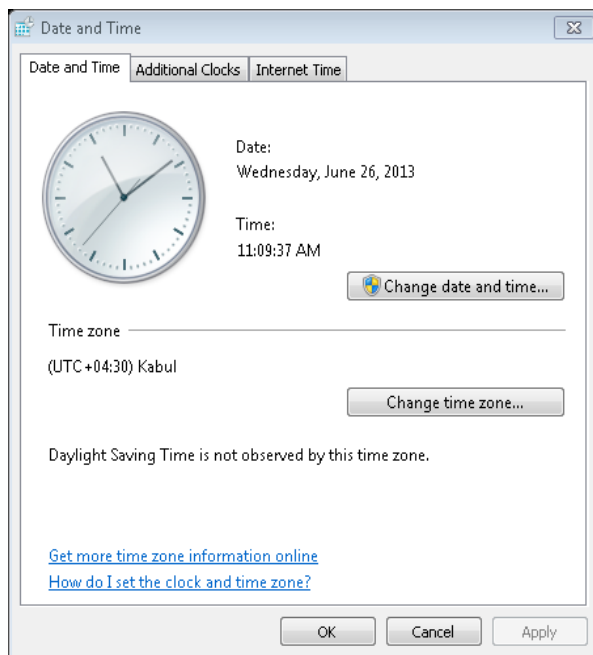 Date and Time
Date and Time
Additional Clocks
Internet Time
Date:
Wednesday, June 26, 2013
Time:
11:09:37 AM
Change date and time...
Time zone
(UTC+04:30) Kabul
Change time zone...
Daylight Saving Time is not observed by this time zone.
Get more time zone information online
How do I set the clock and time zone?
OK
Cancel
Apply